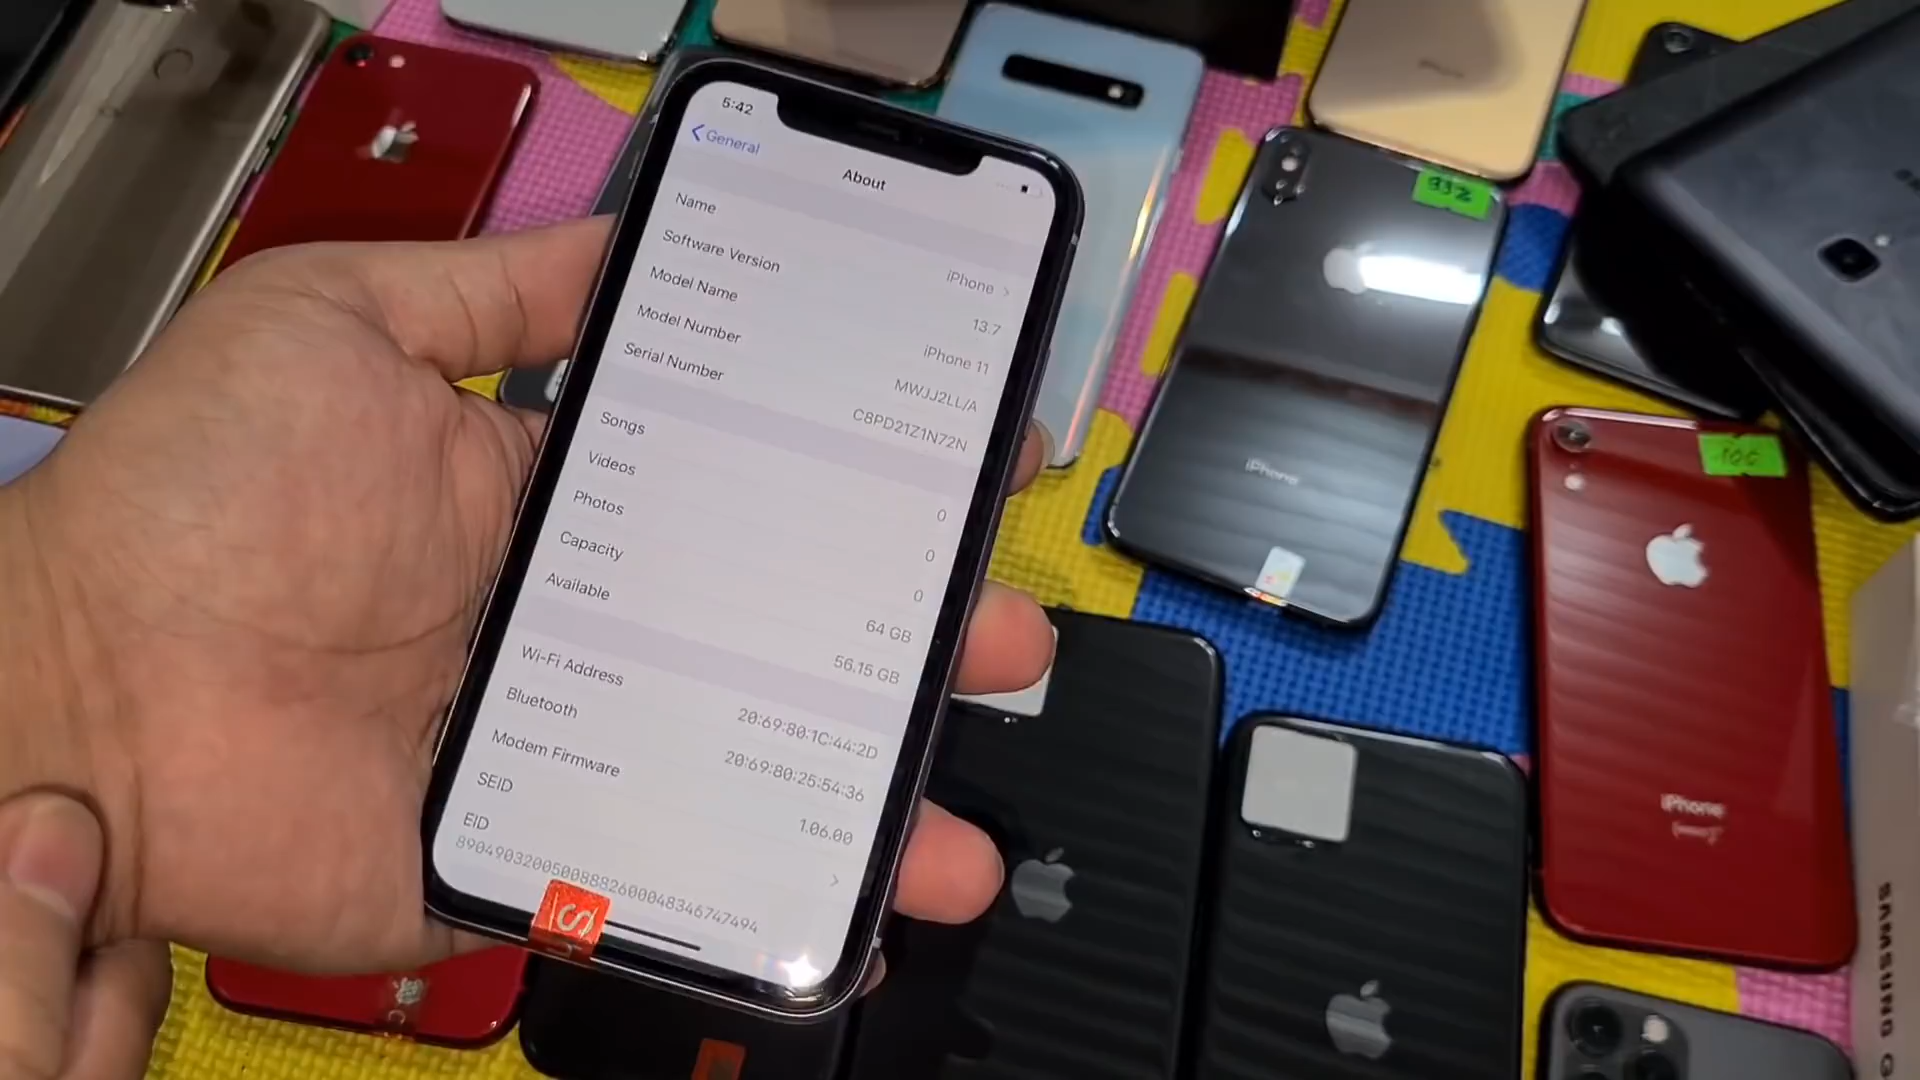 5:42
General
About
Name
iPhone
Software Version
13.7
Model Name
iPhone 11
Model Number
MWJJ2LL/A
Serial Number
C8PD21Z1N72N
Songs
0
Videos
0
Photos
0
Capacity
64 GB
Available
56.15 GB
Wi-Fi Address
20:69:80:1C:44:2D
Bluetooth
20:69:80:25:54:36
Modem Firmware
1.06.00
SEID
EID
89049032005008882600048346747494
S
332
iPhone
iPhone
SAMSUNG G